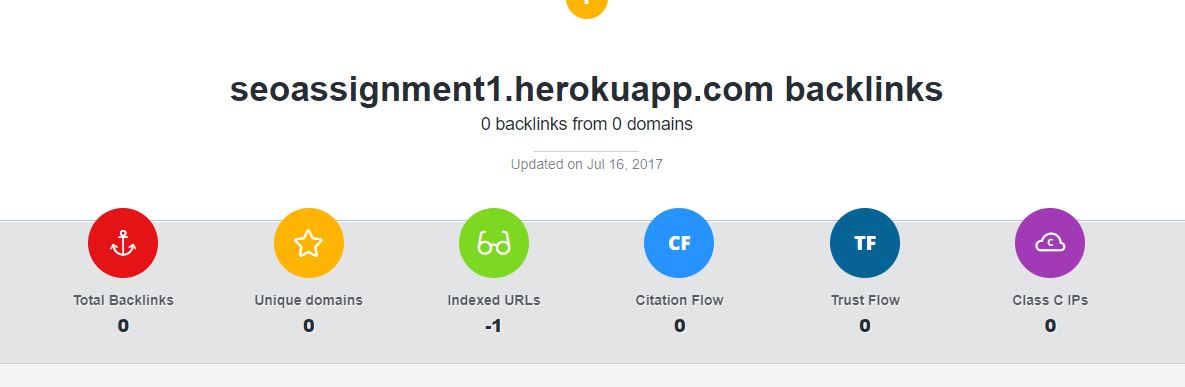 seoassignment1.herokuapp.com backlinks
0 backlinks from 0 domains
Updated on Jul 16, 2017
CF TF C
Total Backlinks Unique domains Indexed URLs Citation Flow Trust Flow Class C IPs
0 0 -1 0 0 0